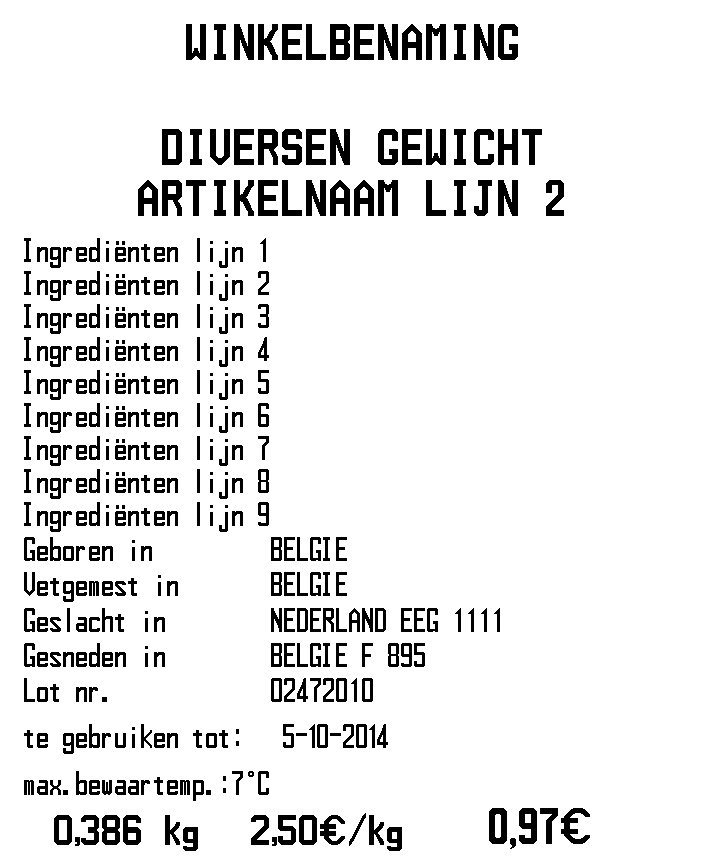 WINKELBENAMING
DIVERSEN GEWICHT
ARTIKELNAAM LIJN 2
Ingrediënten lijn 1
Ingrediënten lijn 2
Ingrediënten lijn 3
Ingrediënten lijn 4
Ingrediënten lijn 5
Ingrediënten lijn 6
Ingrediënten lijn 7
Ingrediënten lijn 8
Ingrediënten lijn 9
Geboren in BELGIE
Vetgemest in BELGIE
Geslacht in NEDERLAND EEG 1111
Gesneden in BELGIE F 895
Lot nr. 02472010
te gebruiken tot: 5-10-2014
max.bewaartemp.:7°C
0,386 kg 2,50€/kg 0,97€